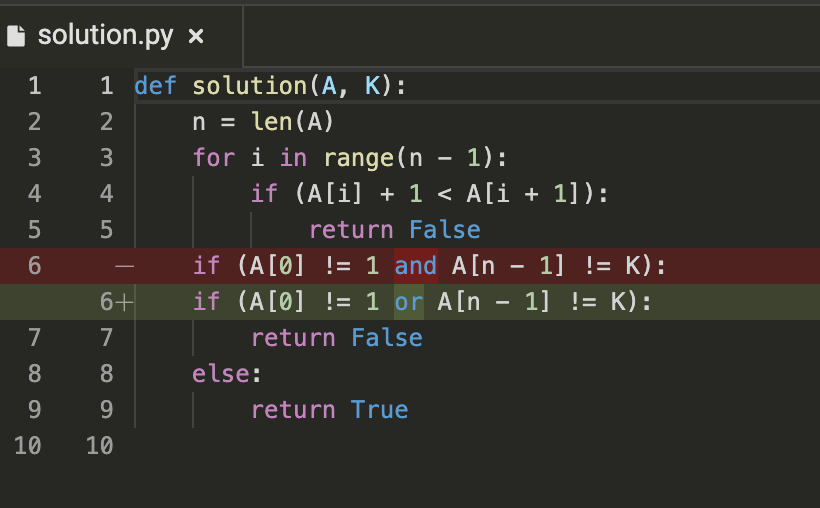 solution.py ×
1 1 def solution(A, K):
2 2     n = len(A)
3 3     for i in range(n - 1):
4 4         if (A[i] + 1 < A[i + 1]):
5 5             return False
6 —     if (A[0] != 1 and A[n - 1] != K):
6+     if (A[0] != 1 or A[n - 1] != K):
7 7         return False
8 8     else:
9 9         return True
10 10